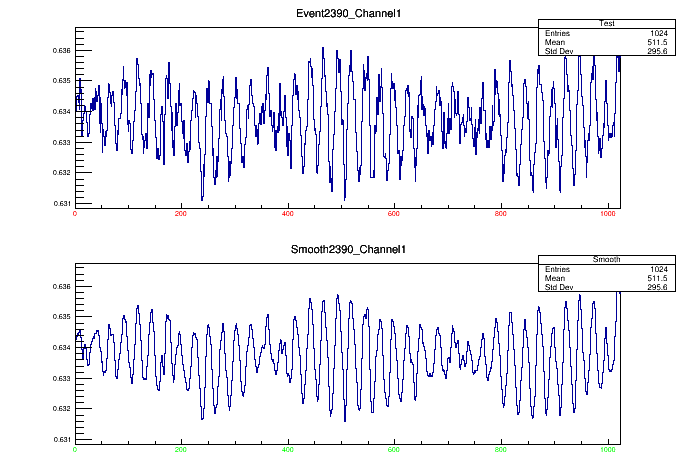 Event2390_Channel1
Test
Entries 1024
Mean 511.5
Std Dev 295.6
0.636
0.635
0.634
0.633
0.632
0.631
0 200 400 600 800 1000
Smooth2390_Channel1
Smooth
Entries 1024
Mean 511.5
Std Dev 295.6
0.636
0.635
0.634
0.633
0.632
0.631
0 200 400 600 800 1000